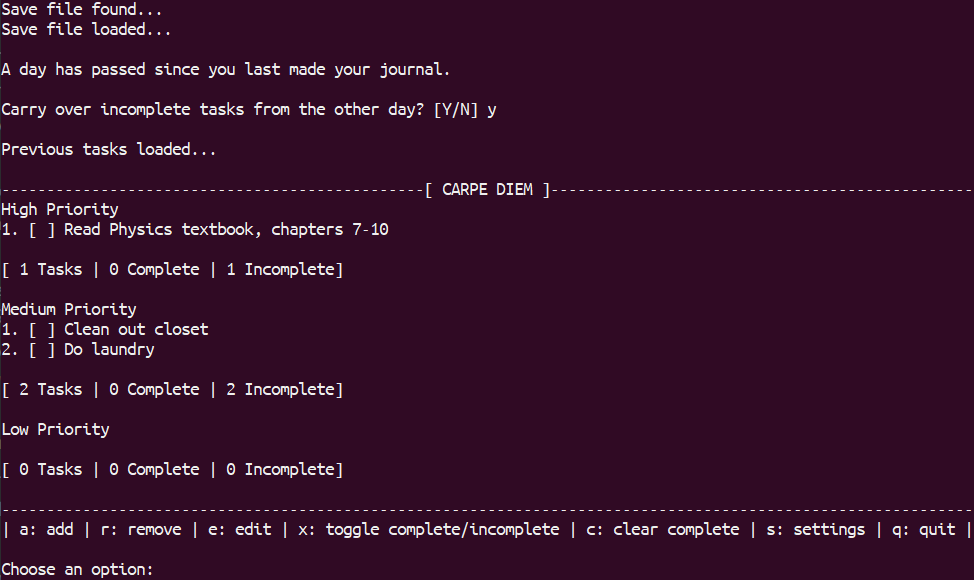 Save file found...
Save file loaded...
A day has passed since you last made your journal.
Carry over incomplete tasks from the other day? [Y/N] y
Previous tasks loaded...
-----------------------------------------------[ CARPE DIEM ]-----------------------------------------------
High Priority
1. [ ] Read Physics textbook, chapters 7-10
[ 1 Tasks | 0 Complete | 1 Incomplete]
Medium Priority
1. [ ] Clean out closet
2. [ ] Do laundry
[ 2 Tasks | 0 Complete | 2 Incomplete]
Low Priority
[ 0 Tasks | 0 Complete | 0 Incomplete]
------------------------------------------------------------------------------------------------------------
| a: add | r: remove | e: edit | x: toggle complete/incomplete | c: clear complete | s: settings | q: quit |
Choose an option: